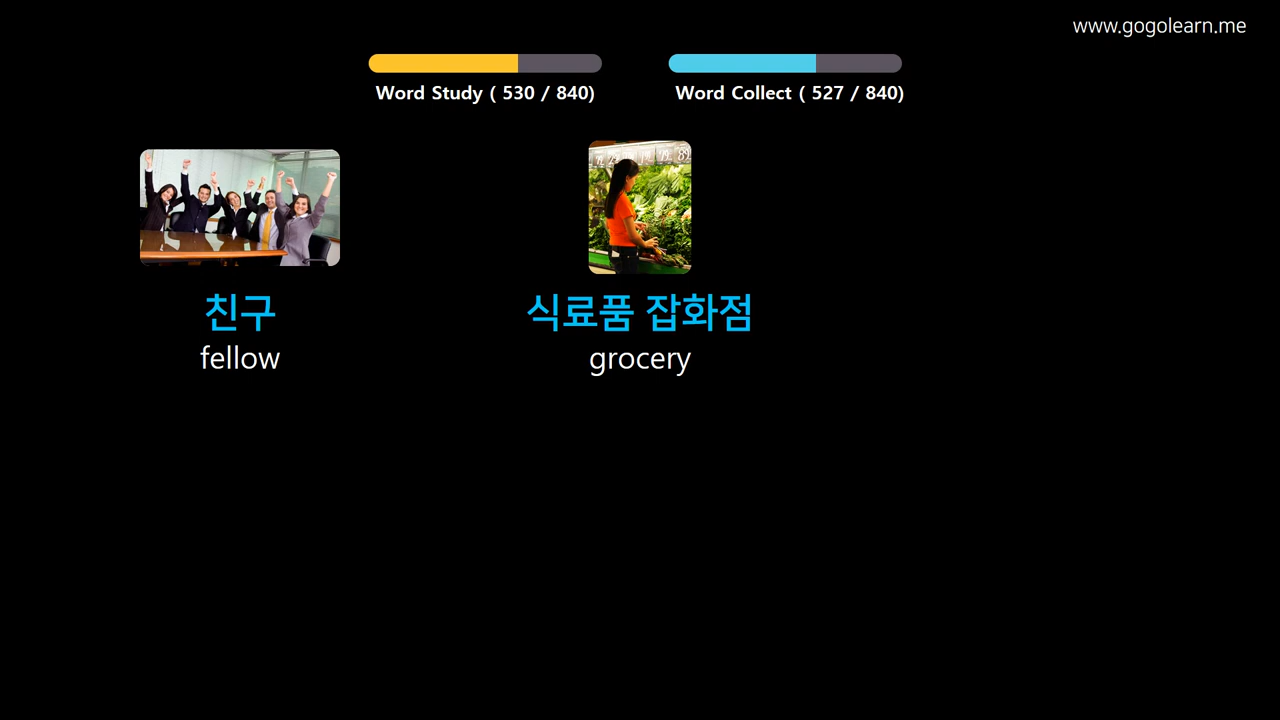 www.gogolearn.me
Word Study ( 530 / 840)
Word Collect ( 527 / 840)
친구
fellow
식료품 잡화점
grocery